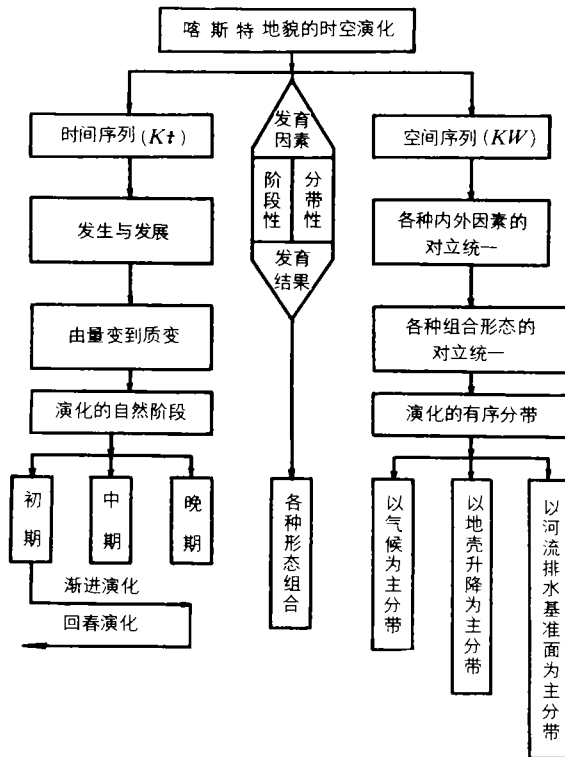 喀斯特地貌的时空演化
时间序列(Kt)
发生与发展
由量变到质变
演化的自然阶段
初期
中期
晚期
渐进演化
回春演化
发育
因素
阶段性
分带性
发育
结果
各种形态组合
空间序列(KW)
各种内外因素的
对立统一
各种组合形态的
对立统一
演化的有序分带
以气候为主分带
以地壳升降为主分带
以河流排水基准面为主分带